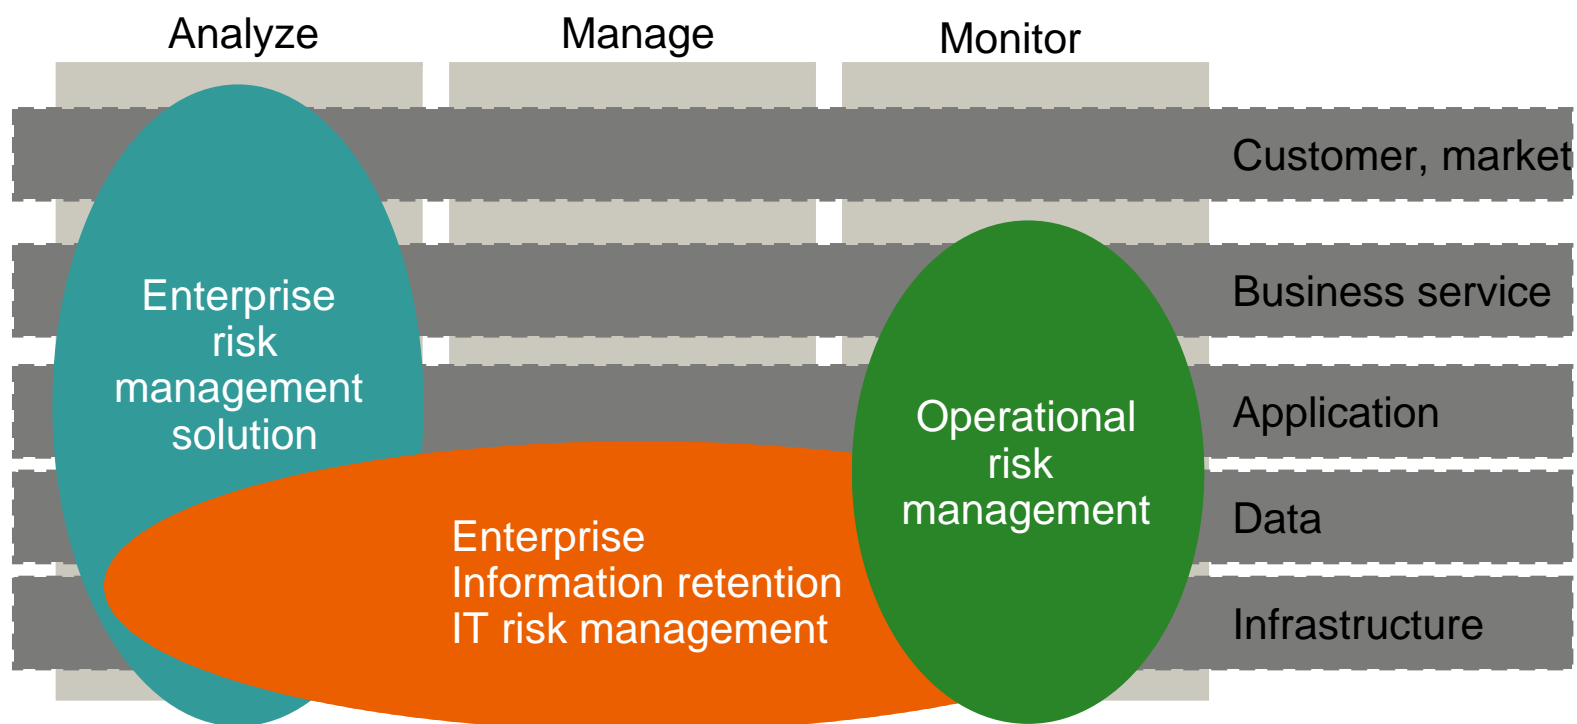 Analyze
Manage
Monitor
Customer, market
Business service
Application
Data
Infrastructure
Enterprise
risk
management
solution
Enterprise
Information retention
IT risk management
Operational
risk
management